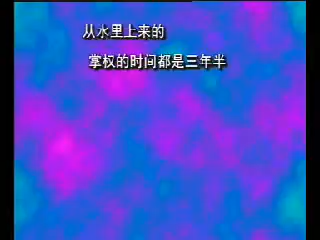 从水里上来的
掌权的时间都是三年半